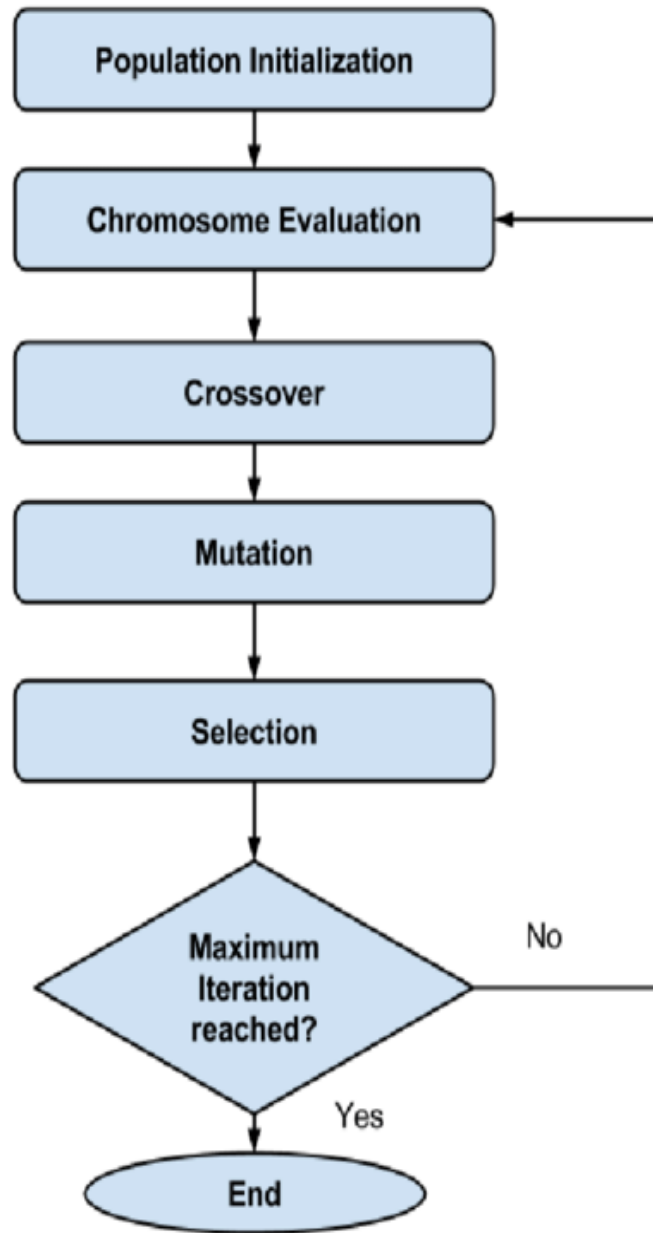 Population Initialization
Chromosome Evaluation
Crossover
Mutation
Selection
Maximum
Iteration
reached?
No
Yes
End